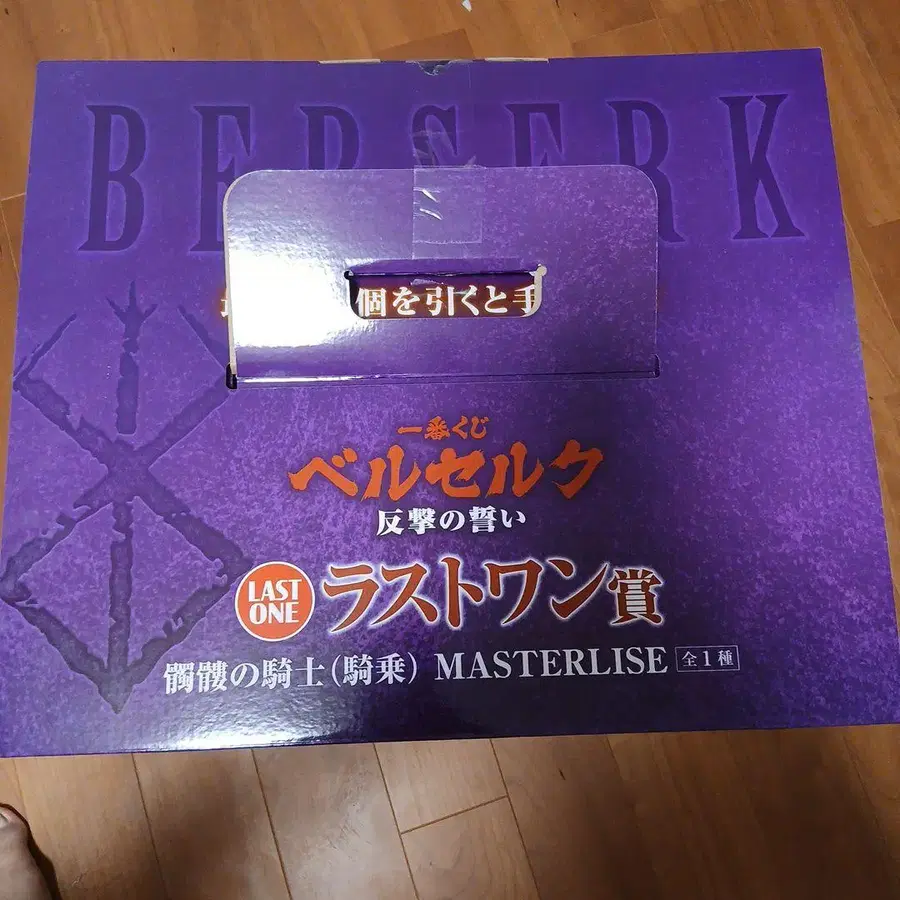 BERSERK
個を引くと手
一番くじ
ベルセルク
反撃の誓い
LAST
ONE
ラストワン賞
髑髏の騎士(騎乗) MASTERLISE 全1種